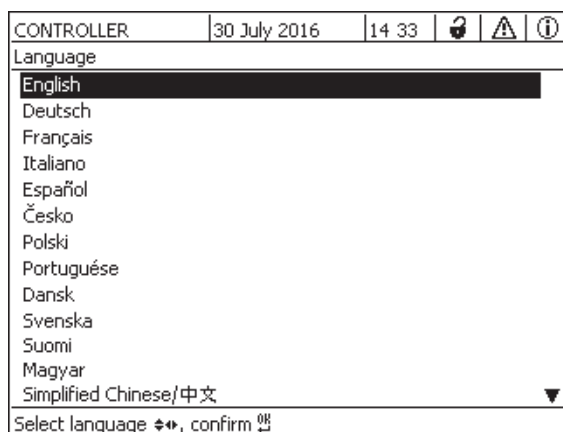 CONTROLLER 30 July 2016 14 33
Language
English
Deutsch
Français
Italiano
Español
Česko
Polski
Portuguése
Dansk
Svenska
Suomi
Magyar
Simplified Chinese/中文
Select language, confirm OK